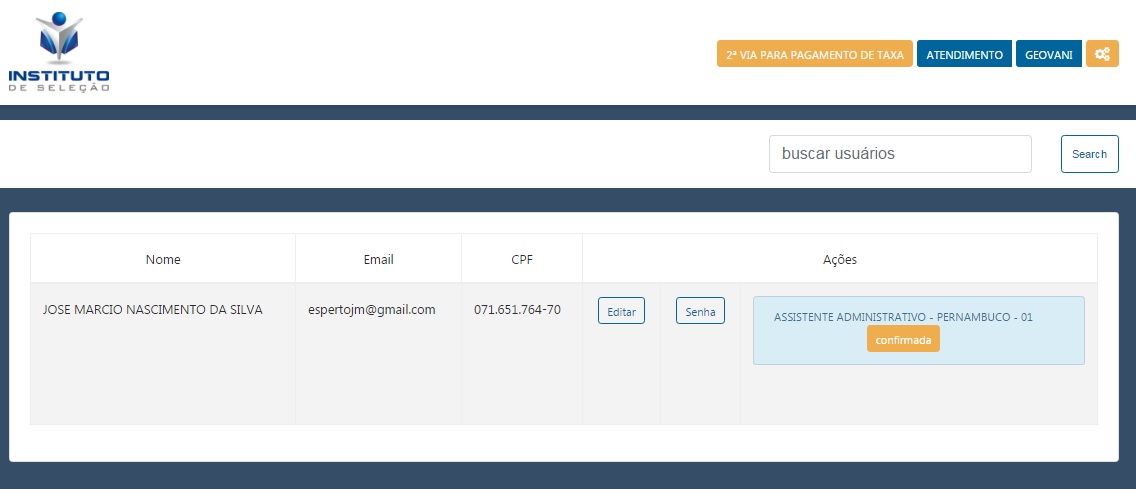 INSTITUTO
DE SELEÇÃO
2ª VIA PARA PAGAMENTO DE TAXA
ATENDIMENTO
GEOVANI
buscar usuários
Search
Nome
Email
CPF
Ações
JOSE MARCIO NASCIMENTO DA SILVA
espertojm@gmail.com
071.651.764-70
Editar
Senha
ASSISTENTE ADMINISTRATIVO - PERNAMBUCO - 01
confirmada